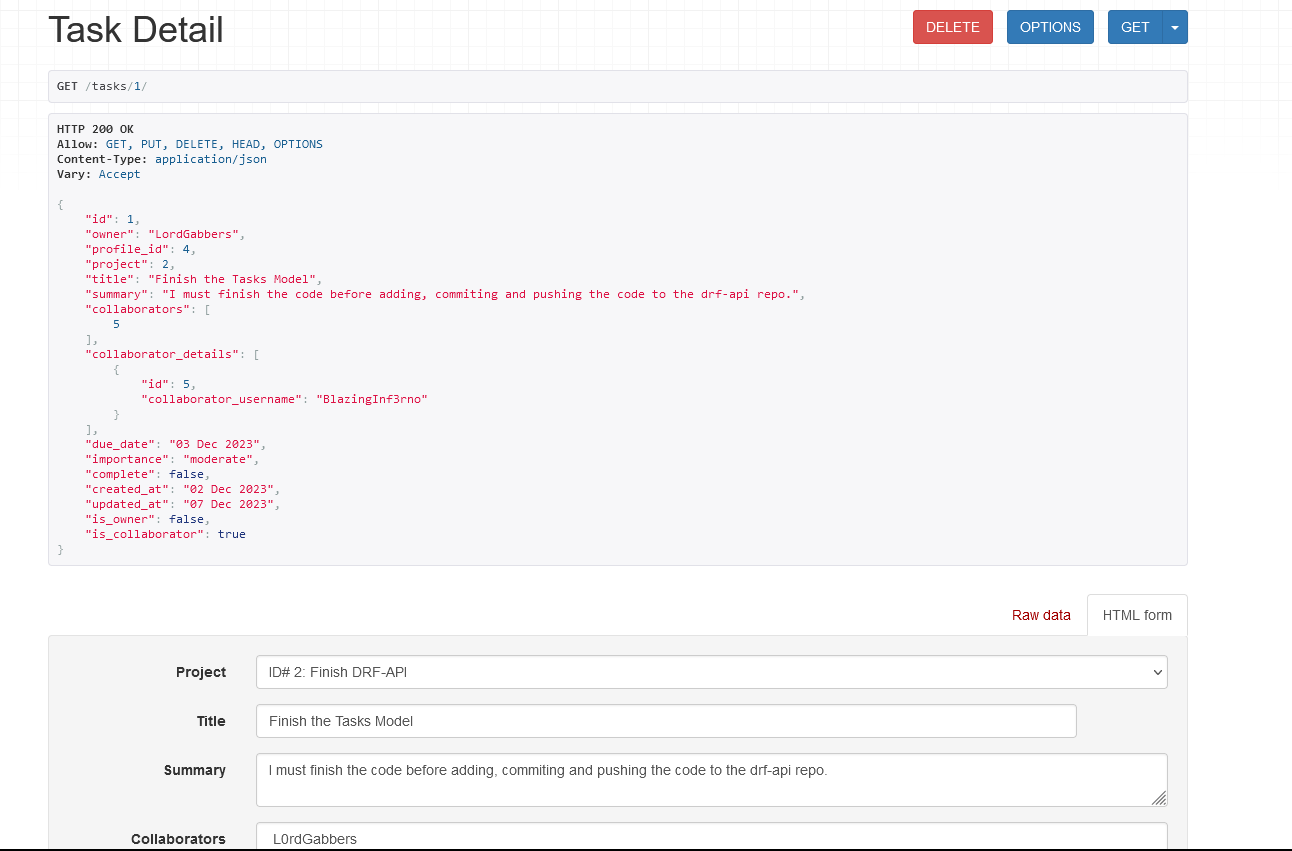 Task Detail
DELETE OPTIONS GET
GET /tasks/1/
HTTP 200 OK
Allow: GET, PUT, DELETE, HEAD, OPTIONS
Content-Type: application/json
Vary: Accept
{
"id": 1,
"owner": "LordGabbers",
"profile_id": 4,
"project": 2,
"title": "Finish the Tasks Model",
"summary": "I must finish the code before adding, commiting and pushing the code to the drf-api repo.",
"collaborators": [
5
],
"collaborator_details": [
{
"id": 5,
"collaborator_username": "BlazingInf3rno"
}
],
"due_date": "03 Dec 2023",
"importance": "moderate",
"complete": false,
"created_at": "02 Dec 2023",
"updated_at": "07 Dec 2023",
"is_owner": false,
"is_collaborator": true
}
Raw data HTML form
Project ID# 2: Finish DRF-API
Title Finish the Tasks Model
Summary I must finish the code before adding, commiting and pushing the code to the drf-api repo.
Collaborators L0rdGabbers